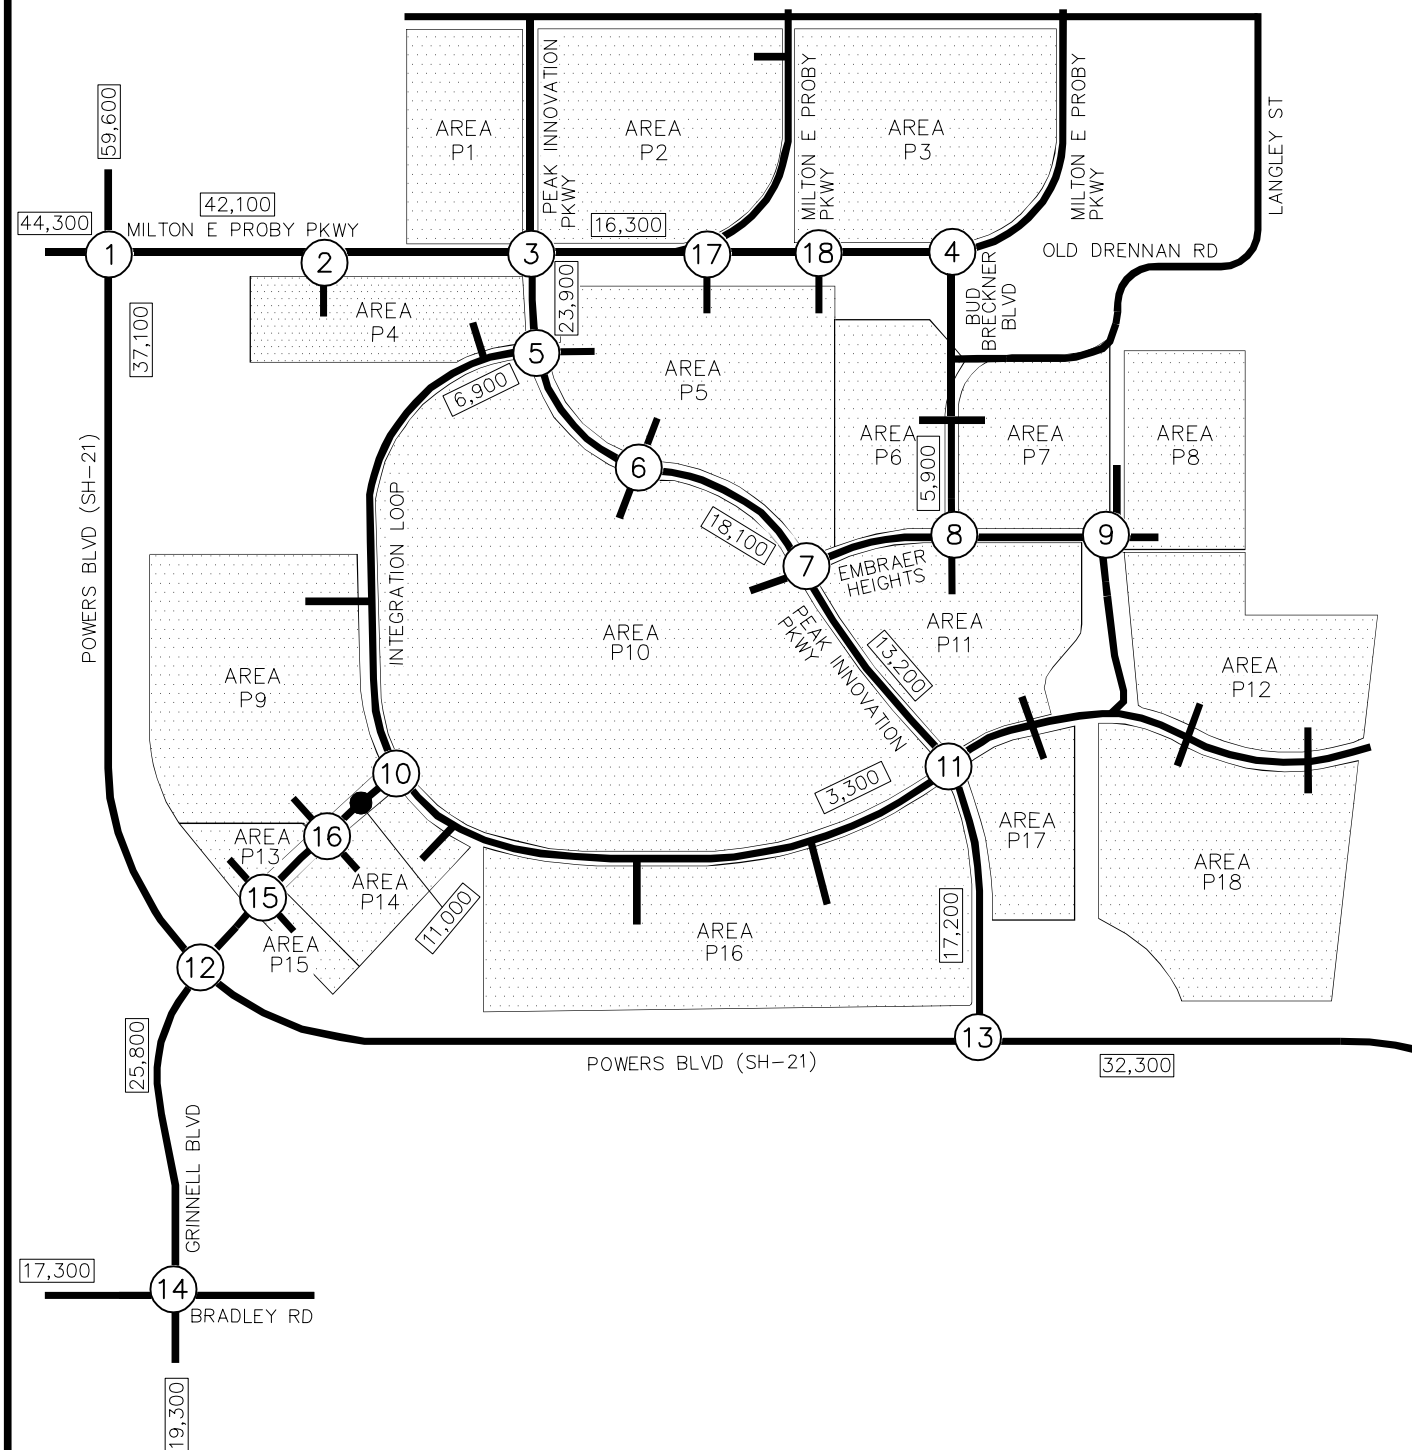 59,600
44,300
42,100
MILTON E PROBY PKWY
1
2
37,100
POWERS BLVD (SH-21)
AREA
P1
PEAK INNOVATION
PKWY
AREA
P2
16,300
MILTON E PROBY
PKWY
AREA
P3
MILTON E PROBY
PKWY
LANGLEY ST
OLD DRENNAN RD
3
17
18
4
BUD
BRECKNER
BLVD
AREA
P4
23,900
5
6,900
AREA
P5
6
AREA
P6
5,900
AREA
P7
AREA
P8
18,100
7
8
9
EMBRAER
HEIGHTS
INTEGRATION LOOP
AREA
P9
AREA
P10
PEAK INNOVATION
PKWY
13,200
AREA
P11
AREA
P12
10
11
3,300
16
AREA
P13
15
AREA
P14
11,000
AREA
P15
12
AREA
P16
17,200
AREA
P17
AREA
P18
13
POWERS BLVD (SH-21)
32,300
25,800
GRINNELL BLVD
17,300
14
BRADLEY RD
19,300